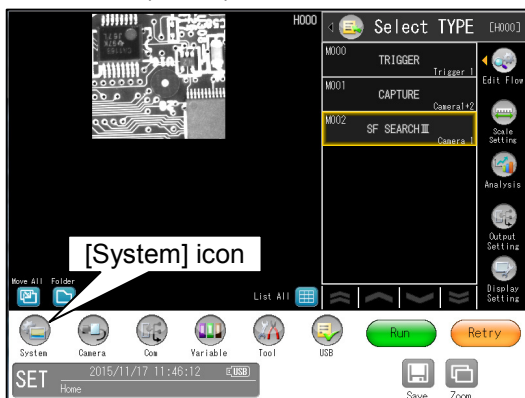 H000
Select TYPE [H000]
M000
TRIGGER
Trigger 1
Edit Flow
M001
CAPTURE
Camera1+2
M002
SF SEARCHⅢ
Camera 1
Scale
Setting
Analysis
Output
Setting
[System] icon
Move All Folder
List All
Display
Setting
System Camera Com Variable Tool USB
Run Retry
SET
2015/11/17 11:46:12
USB
Home
Save Zoom